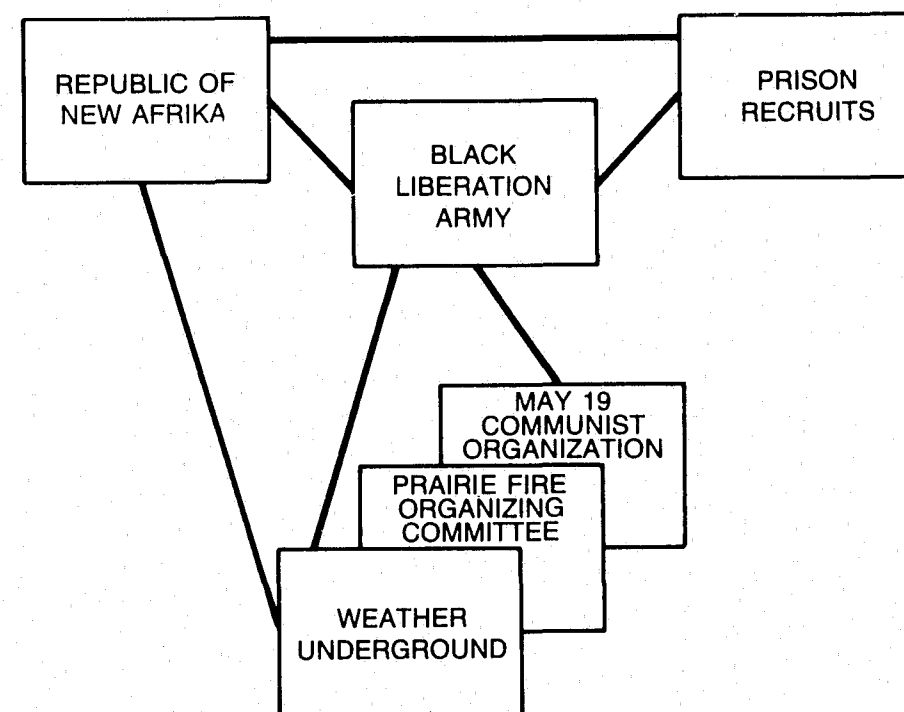 REPUBLIC OF
NEW AFRIKA
PRISON
RECRUITS
BLACK
LIBERATION
ARMY
MAY 19
COMMUNIST
ORGANIZATION
PRAIRIE FIRE
ORGANIZING
COMMITTEE
WEATHER
UNDERGROUND